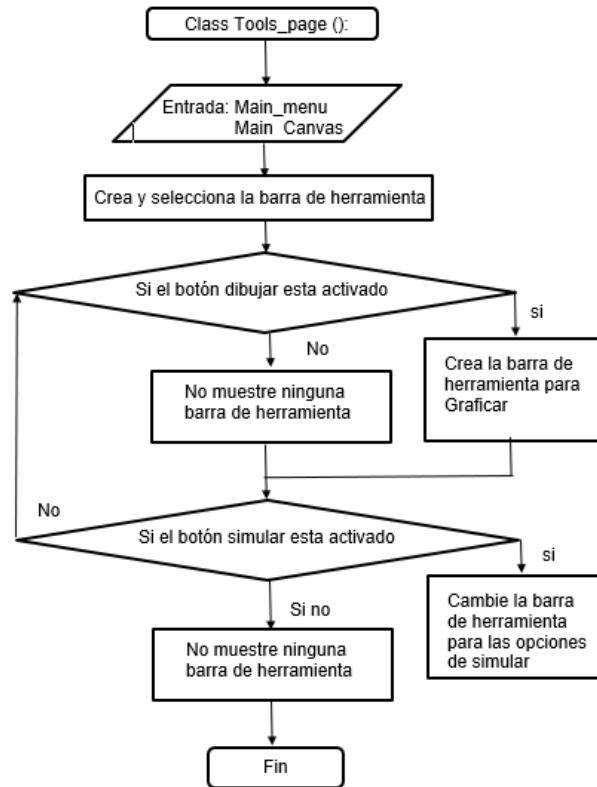 Class Tools_page ():
Entrada: Main_menu
Main_Canvas
Crea y selecciona la barra de herramienta
Si el botón dibujar esta activado
si
No
Crea la barra de
herramienta para
Graficar
No muestre ninguna
barra de herramienta
No
Si el botón simular esta activado
si
Si no
Cambie la barra
de herramienta
para las opciones
de simular
No muestre ninguna
barra de herramienta
Fin